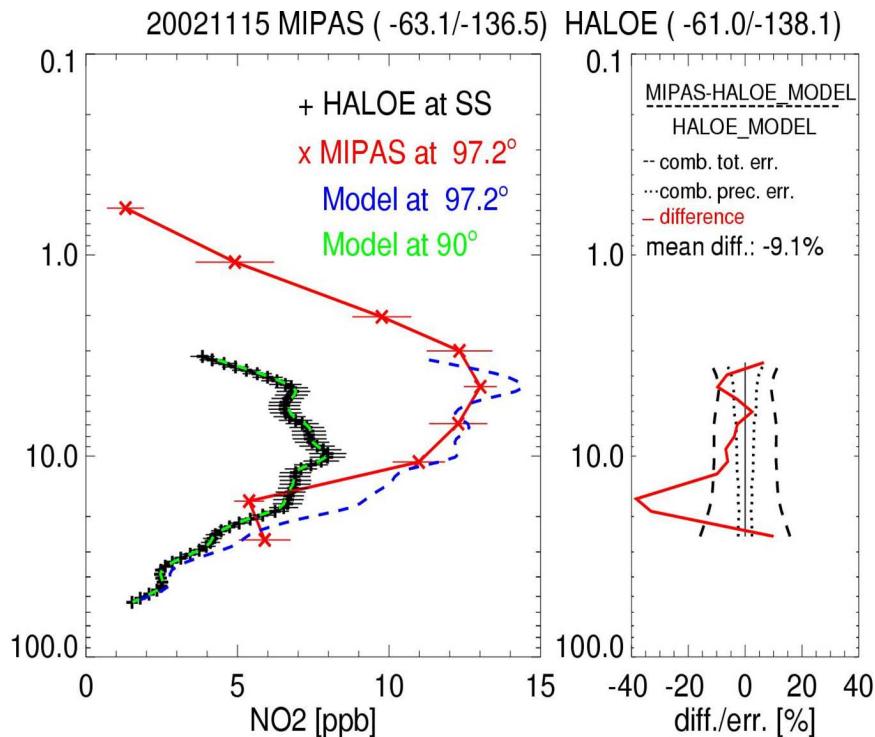 20021115 MIPAS ( -63.1/-136.5) HALOE ( -61.0/-138.1)
0.1
1.0
10.0
100.0
+ HALOE at SS
x MIPAS at 97.2°
Model at 97.2°
Model at 90°
0 5 10 15
NO2 [ppb]
0.1
1.0
10.0
100.0
MIPAS-HALOE_MODEL
HALOE_MODEL
-- comb. tot. err.
···· comb. prec. err.
— difference
mean diff.: -9.1%
-40 -20 0 20 40
diff./err. [%]